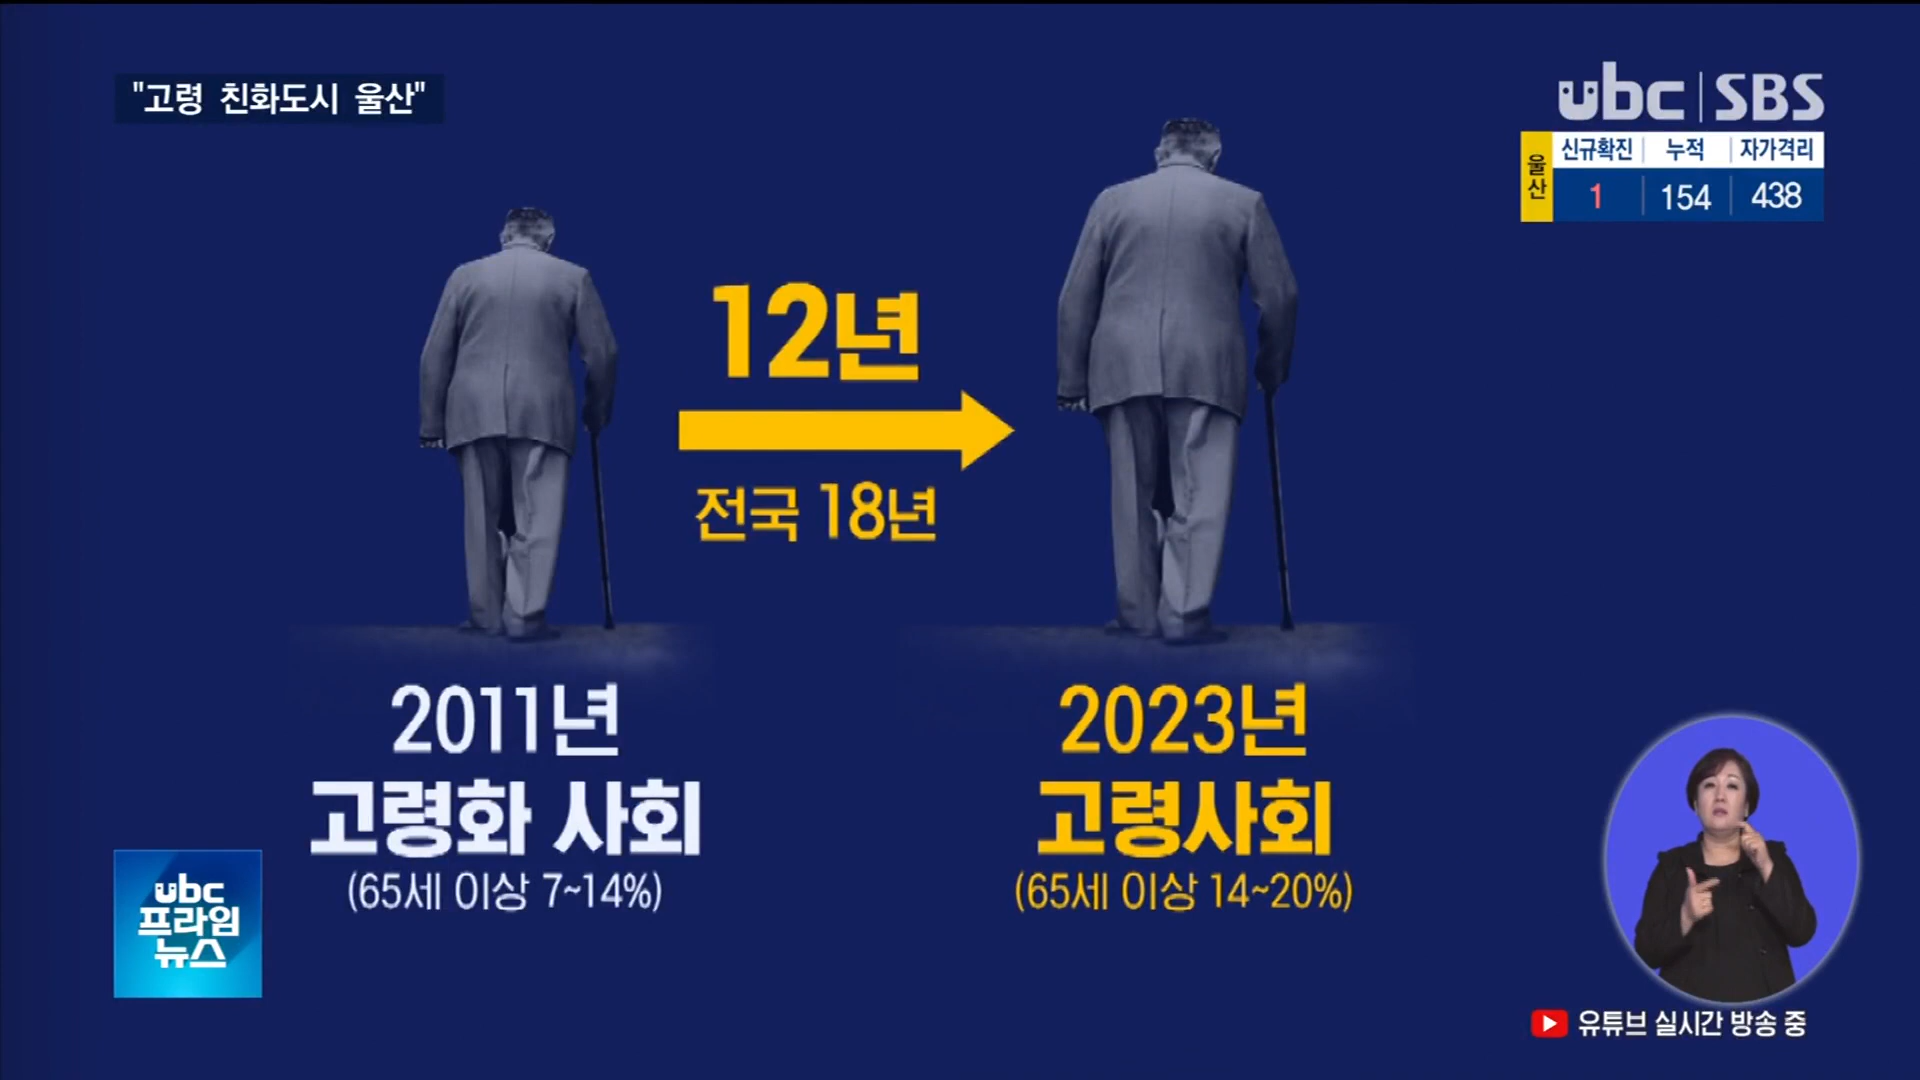 "고령 친화도시 울산"
ubc SBS
울산
신규확진 누적 자가격리
1 154 438
12년
전국 18년
2011년
고령화 사회
(65세 이상 7~14%)
2023년
고령사회
(65세 이상 14~20%)
ubc
프라임
뉴스
유튜브 실시간 방송 중